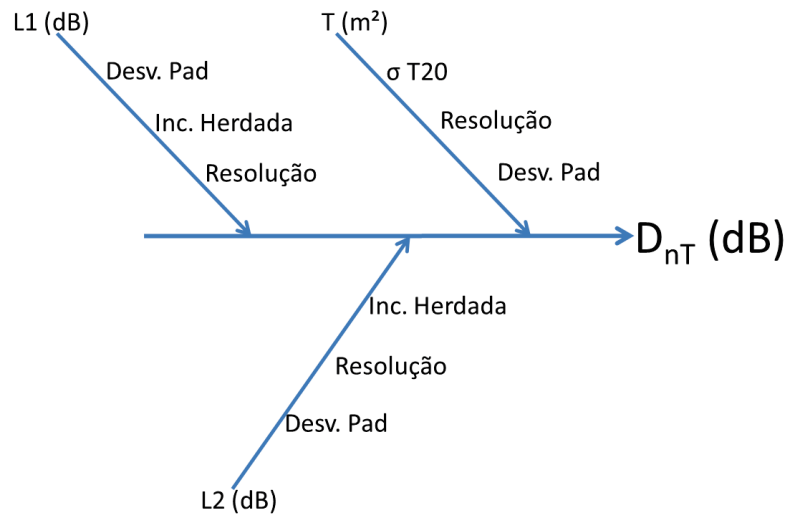 L1 (dB)
Desv. Pad
Inc. Herdada
Resolução
T (m²)
σ T20
Resolução
Desv. Pad
DnT (dB)
Inc. Herdada
Resolução
Desv. Pad
L2 (dB)